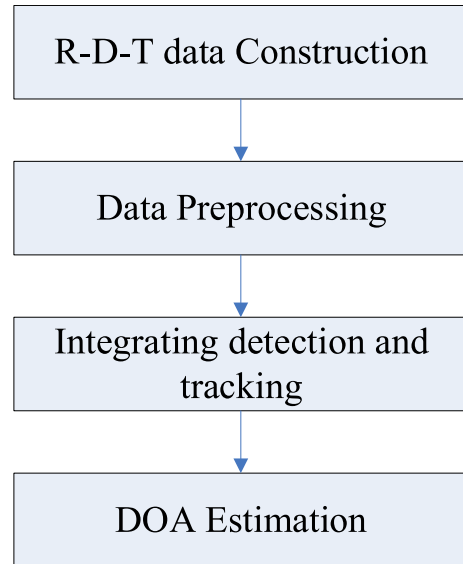 R-D-T data Construction
Data Preprocessing
Integrating detection and
tracking
DOA Estimation